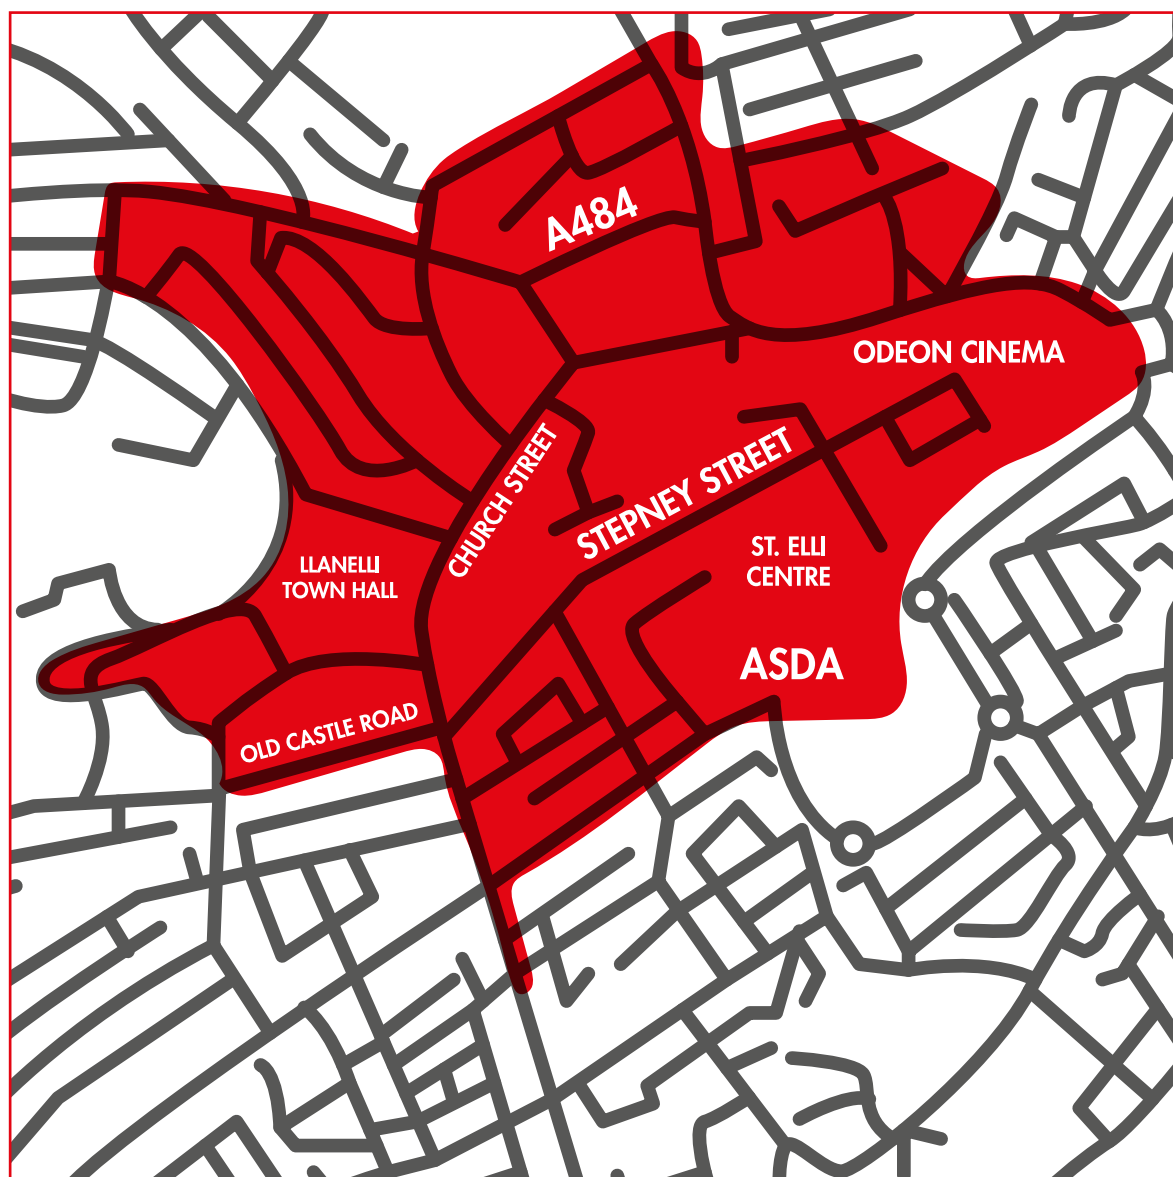 A484
ODEON CINEMA
CHURCH STREET
STEPNEY STREET
ST. ELLI
CENTRE
LLANELLI
TOWN HALL
ASDA
OLD CASTLE ROAD